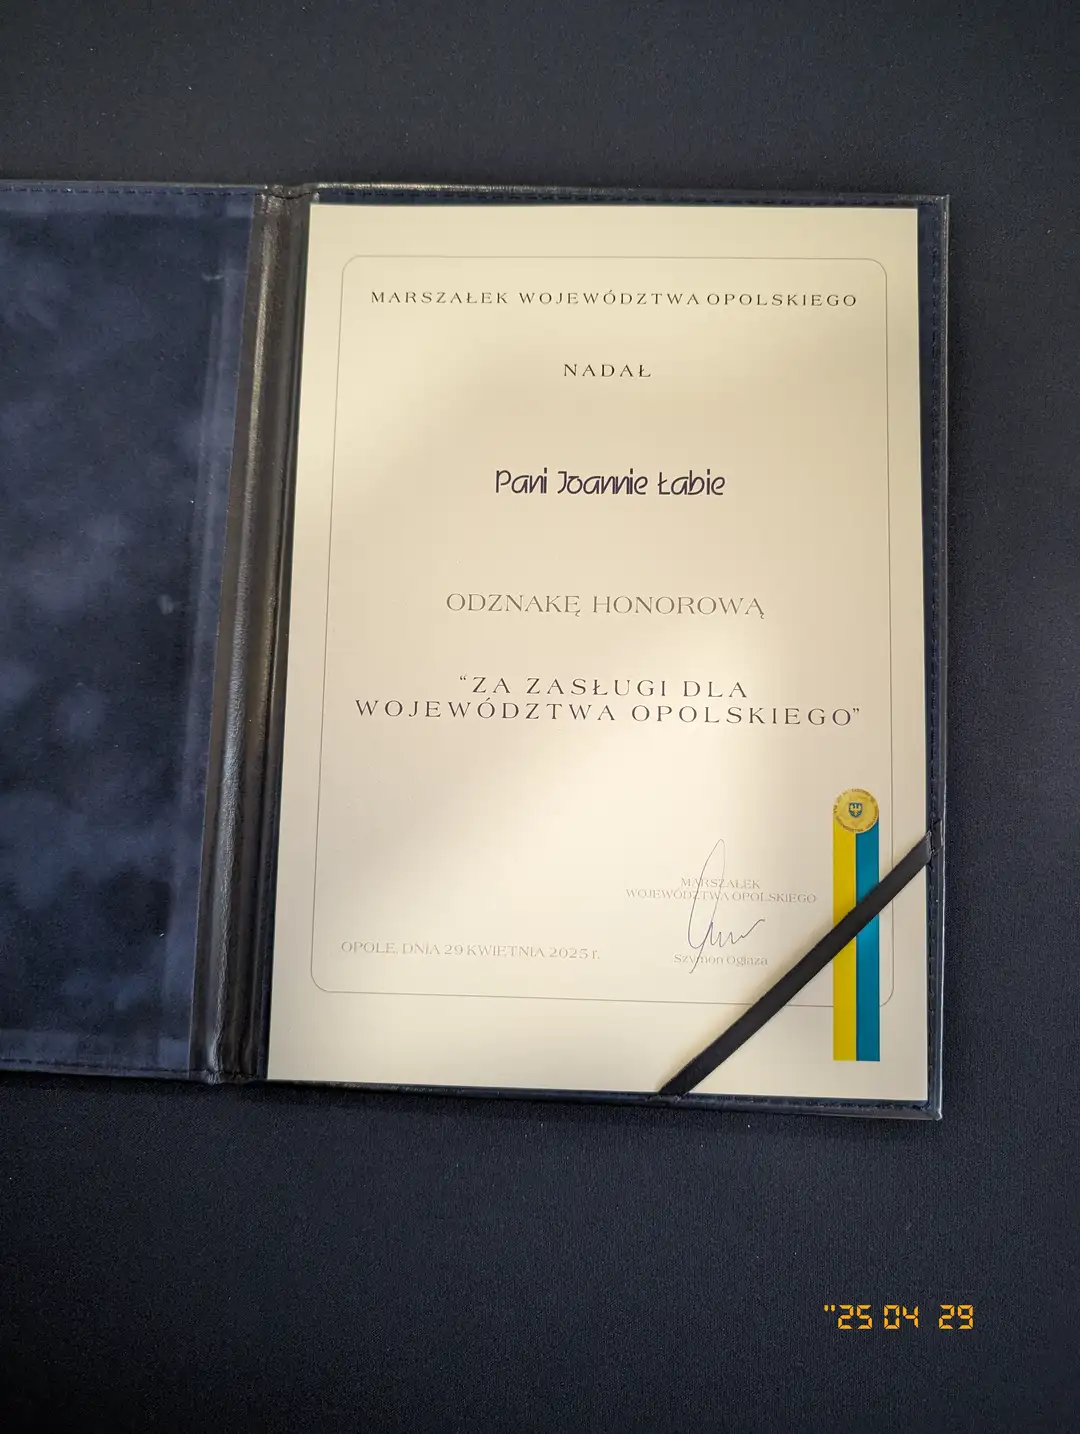 MARSZAŁEK WOJEWÓDZTWA OPOLSKIEGO
NADAŁ
Pani Joannie Łabie
ODZNAKĘ HONOROWĄ
“ZA ZASŁUGI DLA
WOJEWÓDZTWA OPOLSKIEGO”
MARSZAŁEK
WOJEWÓDZTWA OPOLSKIEGO
OPOLE, DNIA 29 KWIETNIA 2025 r.
Szymon Ogłaza
"25 04 29